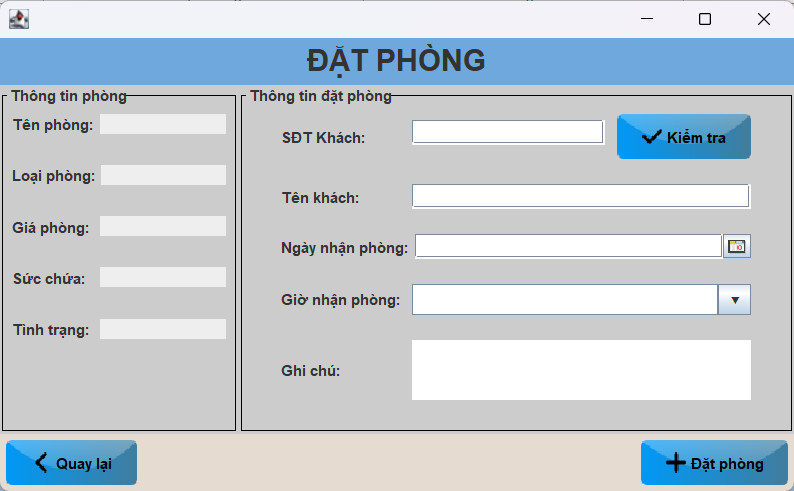 ĐẶT PHÒNG
Thông tin phòng
Tên phòng:
Loại phòng:
Giá phòng:
Sức chứa:
Tình trạng:
Thông tin đặt phòng
SĐT Khách:
Kiểm tra
Tên khách:
Ngày nhận phòng:
Giờ nhận phòng:
Ghi chú:
Quay lại
Đặt phòng